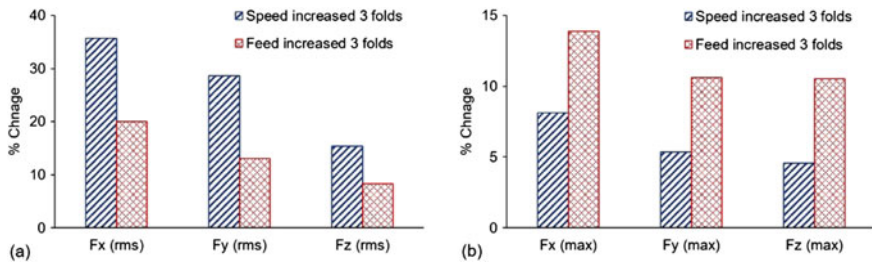 40
30
20
10
0
% Chnage
Speed increased 3 folds
Feed increased 3 folds
Fx (rms)
Fy (rms)
Fz (rms)
(a)
15
10
5
0
% Chnage
Speed increased 3 folds
Feed increased 3 folds
Fx (max)
Fy (max)
Fz (max)
(b)